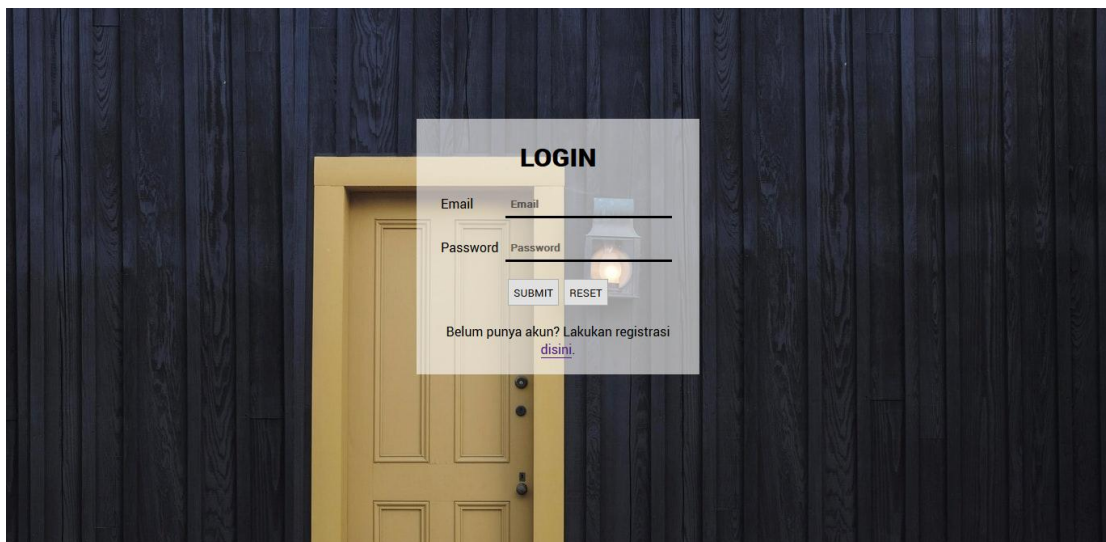 LOGIN
Email Email
Password Password
SUBMIT RESET
Belum punya akun? Lakukan registrasi
disini.